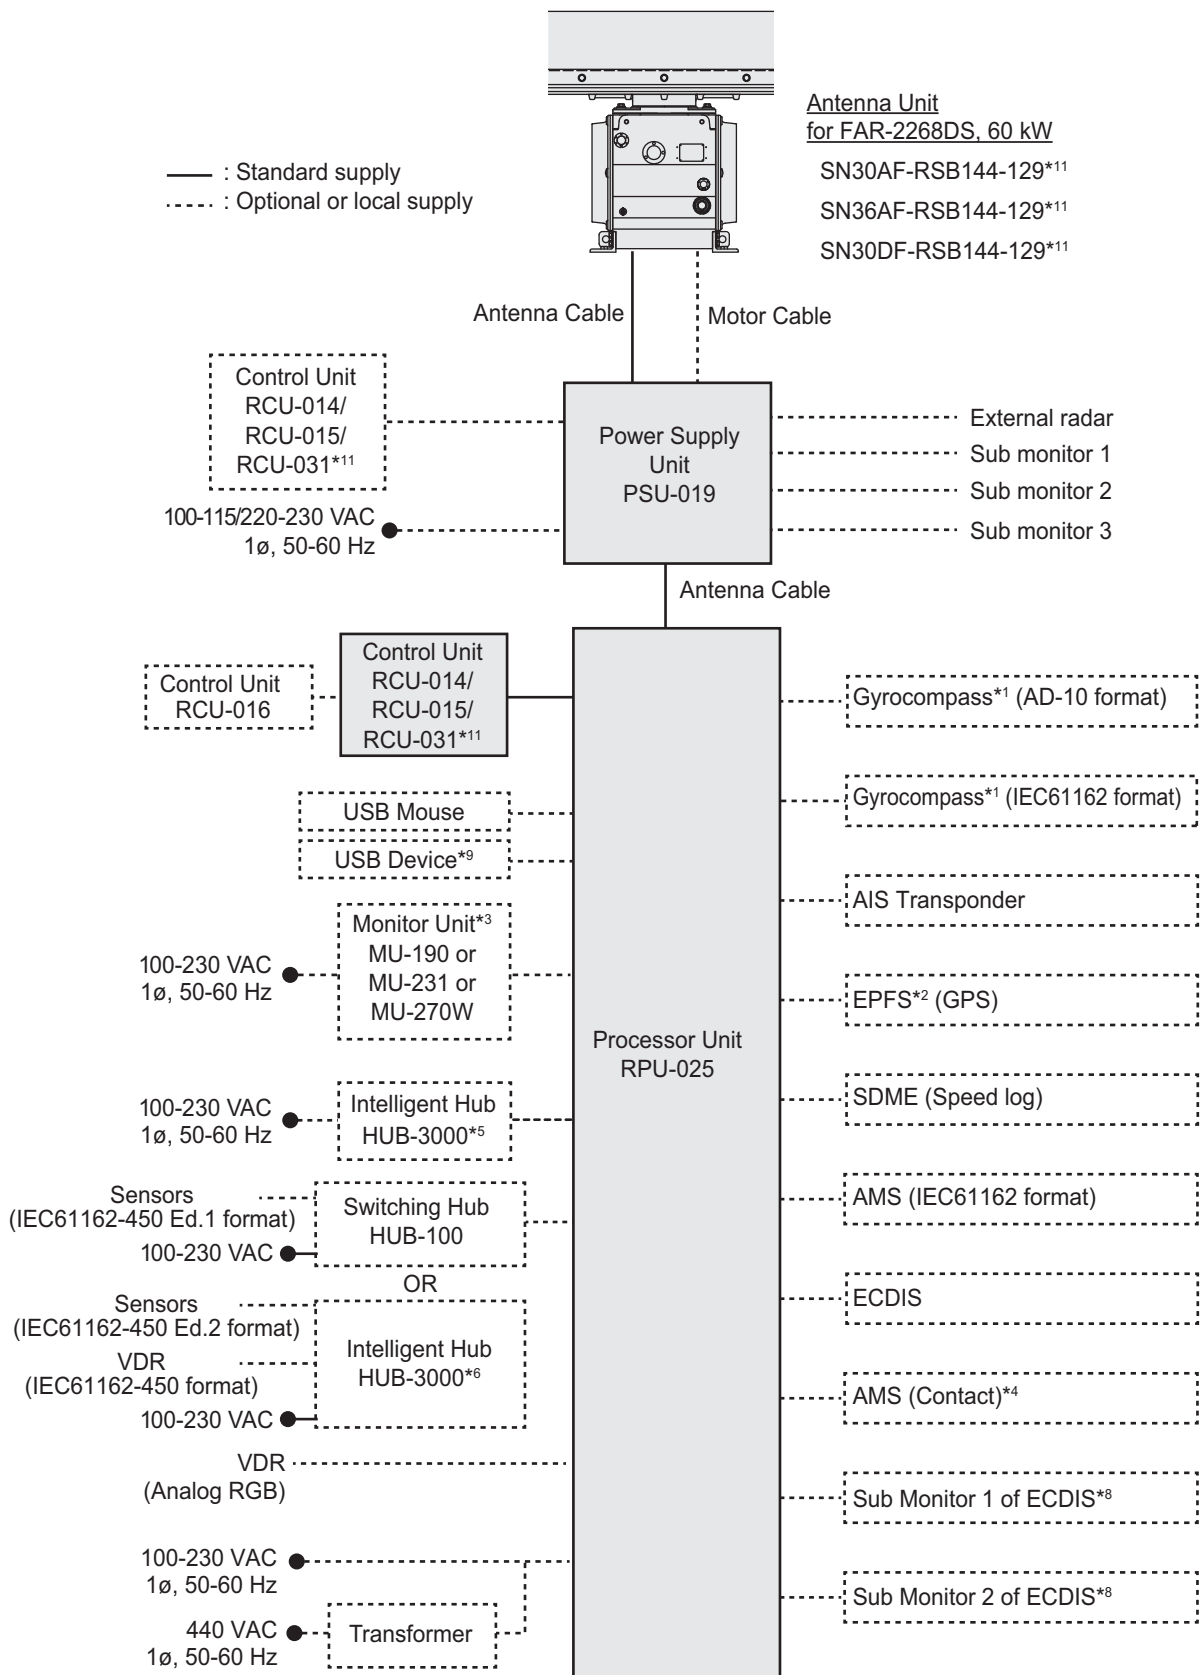 Antenna Unit
for FAR-2268DS, 60 kW
SN30AF-RSB144-129*11
SN36AF-RSB144-129*11
SN30DF-RSB144-129*11
: Standard supply
: Optional or local supply
Antenna Cable
Motor Cable
Control Unit
RCU-014/
RCU-015/
RCU-031*11
100-115/220-230 VAC
1ø, 50-60 Hz
Power Supply
Unit
PSU-019
External radar
Sub monitor 1
Sub monitor 2
Sub monitor 3
Antenna Cable
Control Unit
RCU-016
Control Unit
RCU-014/
RCU-015/
RCU-031*11
USB Mouse
USB Device*9
Monitor Unit*3
MU-190 or
MU-231 or
MU-270W
100-230 VAC
1ø, 50-60 Hz
Intelligent Hub
HUB-3000*5
100-230 VAC
1ø, 50-60 Hz
Sensors
(IEC61162-450 Ed.1 format)
100-230 VAC
Switching Hub
HUB-100
OR
Sensors
(IEC61162-450 Ed.2 format)
VDR
(IEC61162-450 format)
100-230 VAC
Intelligent Hub
HUB-3000*6
VDR
(Analog RGB)
100-230 VAC
1ø, 50-60 Hz
440 VAC
1ø, 50-60 Hz
Transformer
Processor Unit
RPU-025
Gyrocompass*1 (AD-10 format)
Gyrocompass*1 (IEC61162 format)
AIS Transponder
EPFS*2 (GPS)
SDME (Speed log)
AMS (IEC61162 format)
ECDIS
AMS (Contact)*4
Sub Monitor 1 of ECDIS*8
Sub Monitor 2 of ECDIS*8